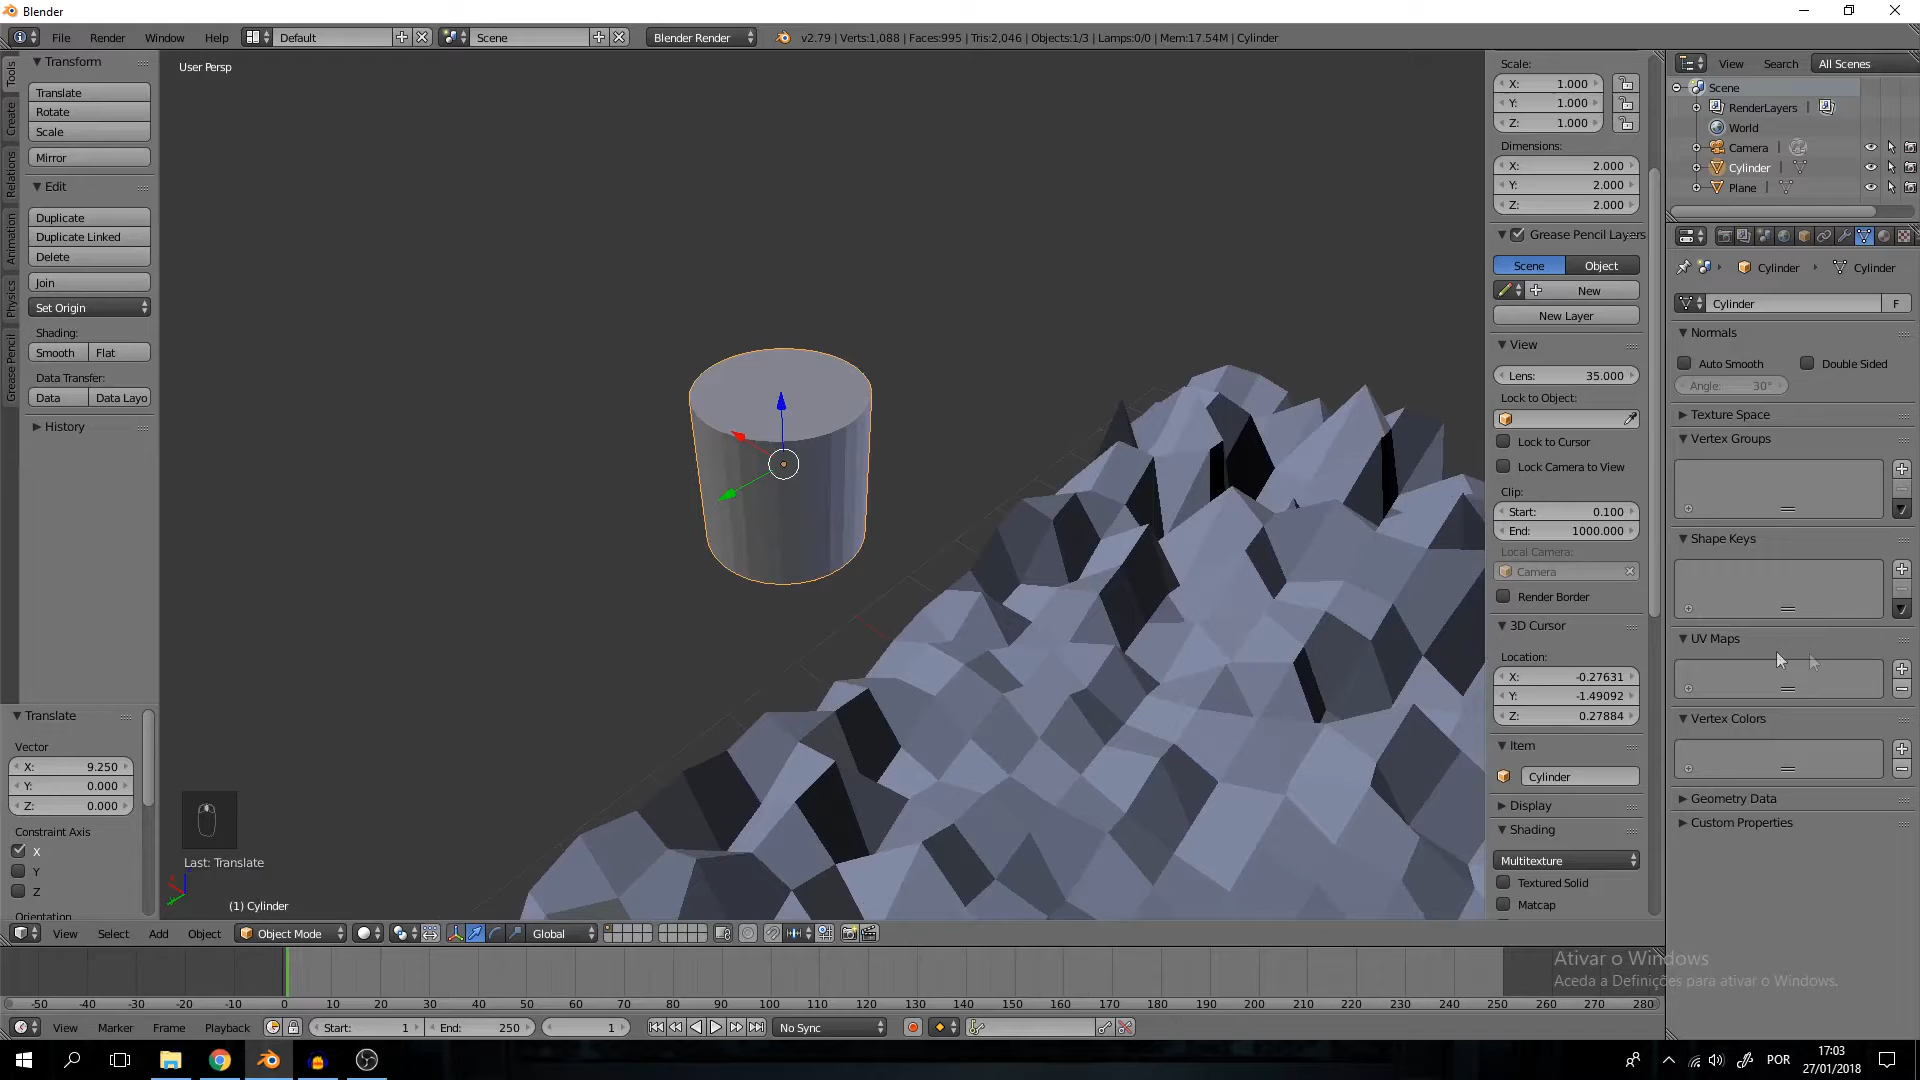 Blender
File Render Window Help Default Scene Blender Render v2.79 | Verts:1,088 | Faces:995 | Tris:2,046 | Objects:1/3 | Lamps:0/0 | Mem:17.54M | Cylinder
Tools
Create
Relations
Animation
Physics
Grease Pencil
Transform
Translate
Rotate
Scale
Mirror
Edit
Duplicate
Duplicate Linked
Delete
Join
Set Origin
Shading:
Smooth Flat
Data Transfer:
Data Data Layo
History
Translate
Vector
X: 9.250
Y: 0.000
Z: 0.000
Constraint Axis
X
Y
Z
Orientation
User Persp
Last: Translate
(1) Cylinder
Scale:
X: 1.000
Y: 1.000
Z: 1.000
Dimensions:
X: 2.000
Y: 2.000
Z: 2.000
Grease Pencil Layers
Scene Object
New
New Layer
View
Lens: 35.000
Lock to Object:
Lock to Cursor
Lock Camera to View
Clip:
Start: 0.100
End: 1000.000
Local Camera:
Camera
Render Border
3D Cursor
Location:
X: -0.27631
Y: -1.49092
Z: 0.27884
Item
Cylinder
Display
Shading
Multitexture
Textured Solid
Matcap
View Search All Scenes
Scene
RenderLayers |
World
Camera |
Cylinder |
Plane |
Cylinder Cylinder
Cylinder F
Normals
Auto Smooth Double Sided
Angle: 30°
Texture Space
Vertex Groups
Shape Keys
UV Maps
Vertex Colors
Geometry Data
Custom Properties
View Select Add Object Object Mode Global
Ativar o Windows
Aceda a Definições para ativar o Windows.
-50 -40 -30 -20 -10 0 10 20 30 40 50 60 70 80 90 100 110 120 130 140 150 160 170 180 190 200 210 220 230 240 250 260 270 280
View Marker Frame Playback Start: 1 End: 250 1 No Sync
POR 17:03
27/01/2018